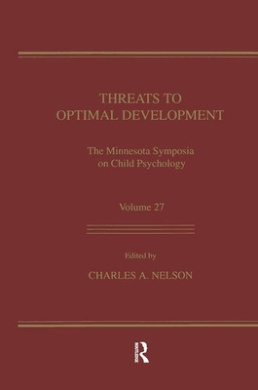 THREATS TO
OPTIMAL DEVELOPMENT
The Minnesota Symposia
on Child Psychology
Volume 27
Edited by
CHARLES A. NELSON
R
Routledge